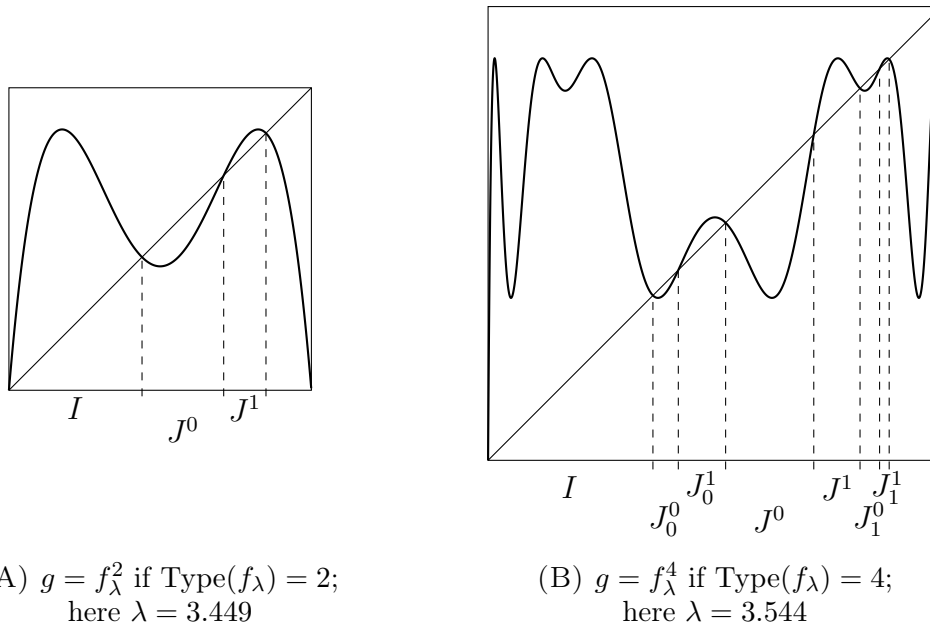 I
J^0
J^1
I
J_0^0
J_0^1
J^0
J^1
J_1^0
J_1^1
A) g = f_λ^2 if Type(f_λ) = 2;
here λ = 3.449
(B) g = f_λ^4 if Type(f_λ) = 4;
here λ = 3.544